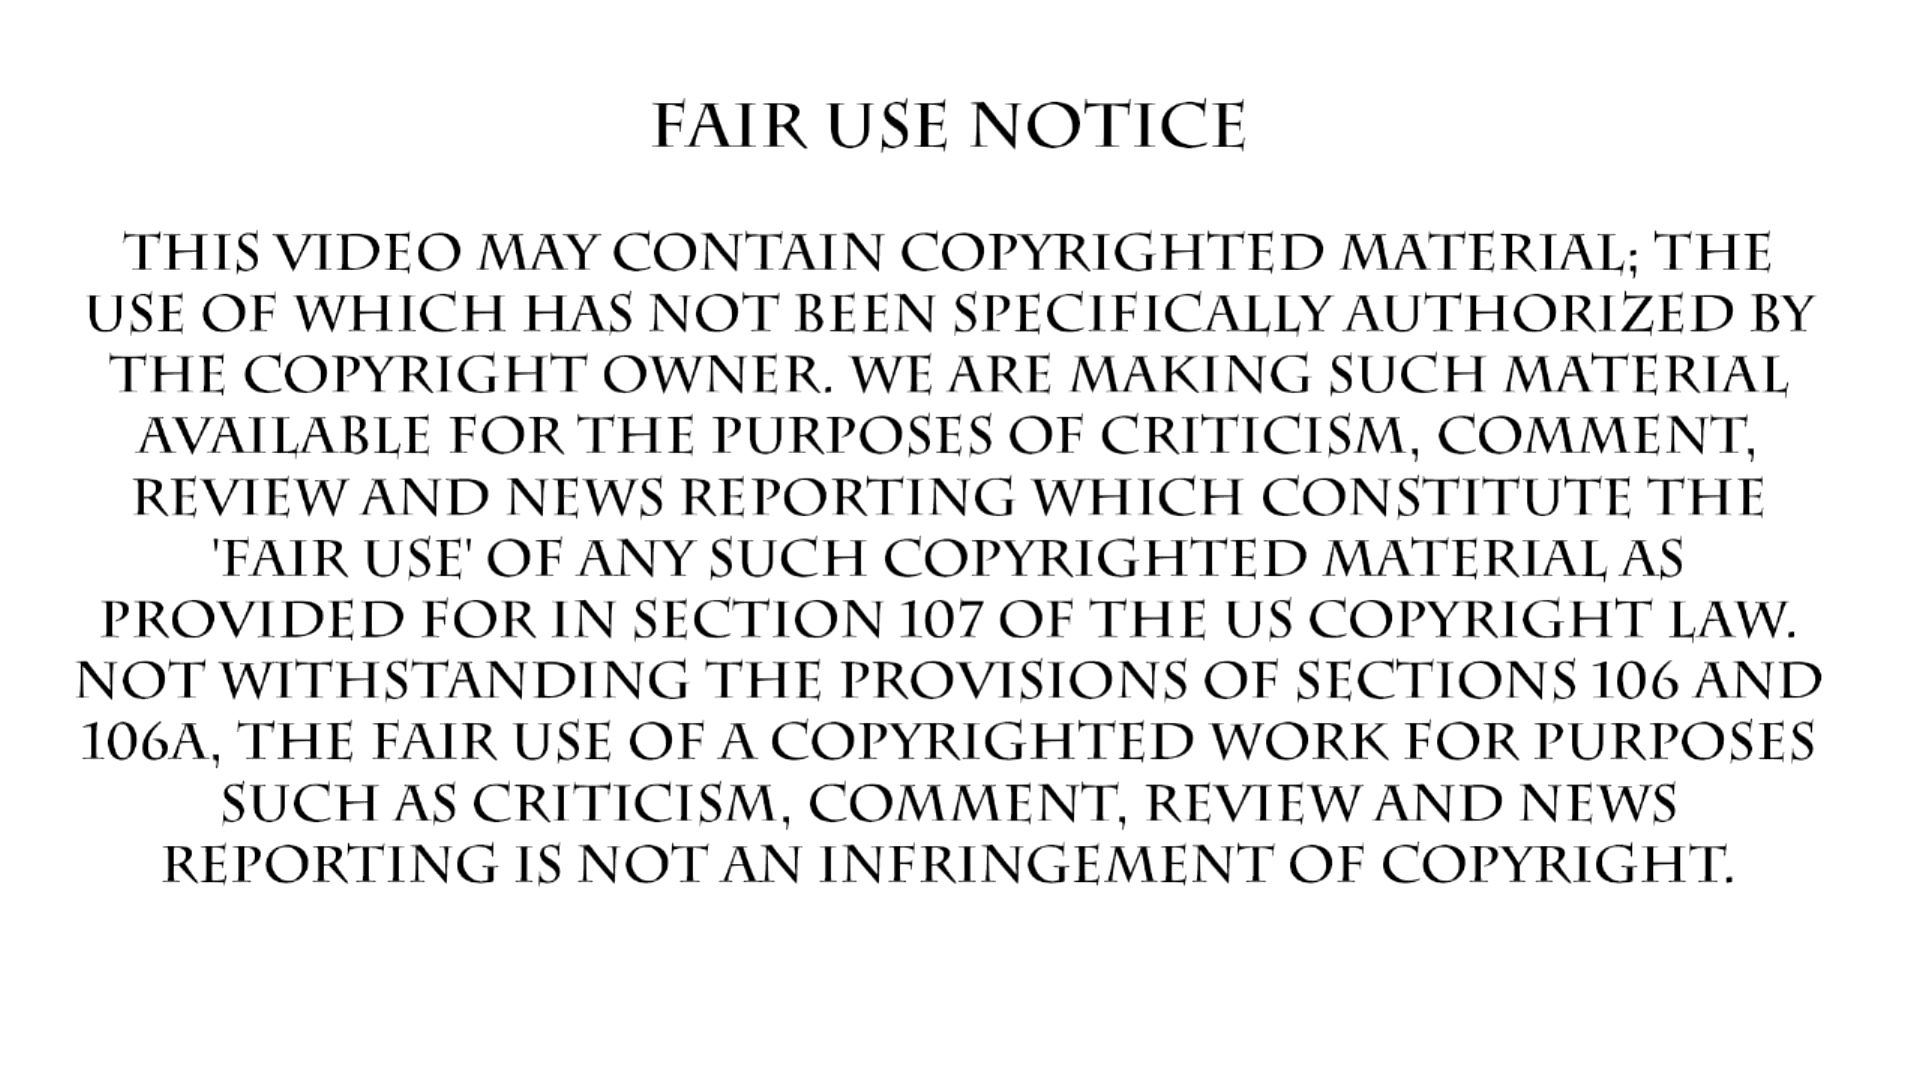 FAIR USE NOTICE
THIS VIDEO MAY CONTAIN COPYRIGHTED MATERIAL; THE
USE OF WHICH HAS NOT BEEN SPECIFICALLY AUTHORIZED BY
THE COPYRIGHT OWNER. WE ARE MAKING SUCH MATERIAL
AVAILABLE FOR THE PURPOSES OF CRITICISM, COMMENT,
REVIEW AND NEWS REPORTING WHICH CONSTITUTE THE
'FAIR USE' OF ANY SUCH COPYRIGHTED MATERIAL AS
PROVIDED FOR IN SECTION 107 OF THE US COPYRIGHT LAW.
NOT WITHSTANDING THE PROVISIONS OF SECTIONS 106 AND
106A, THE FAIR USE OF A COPYRIGHTED WORK FOR PURPOSES
SUCH AS CRITICISM, COMMENT, REVIEW AND NEWS
REPORTING IS NOT AN INFRINGEMENT OF COPYRIGHT.